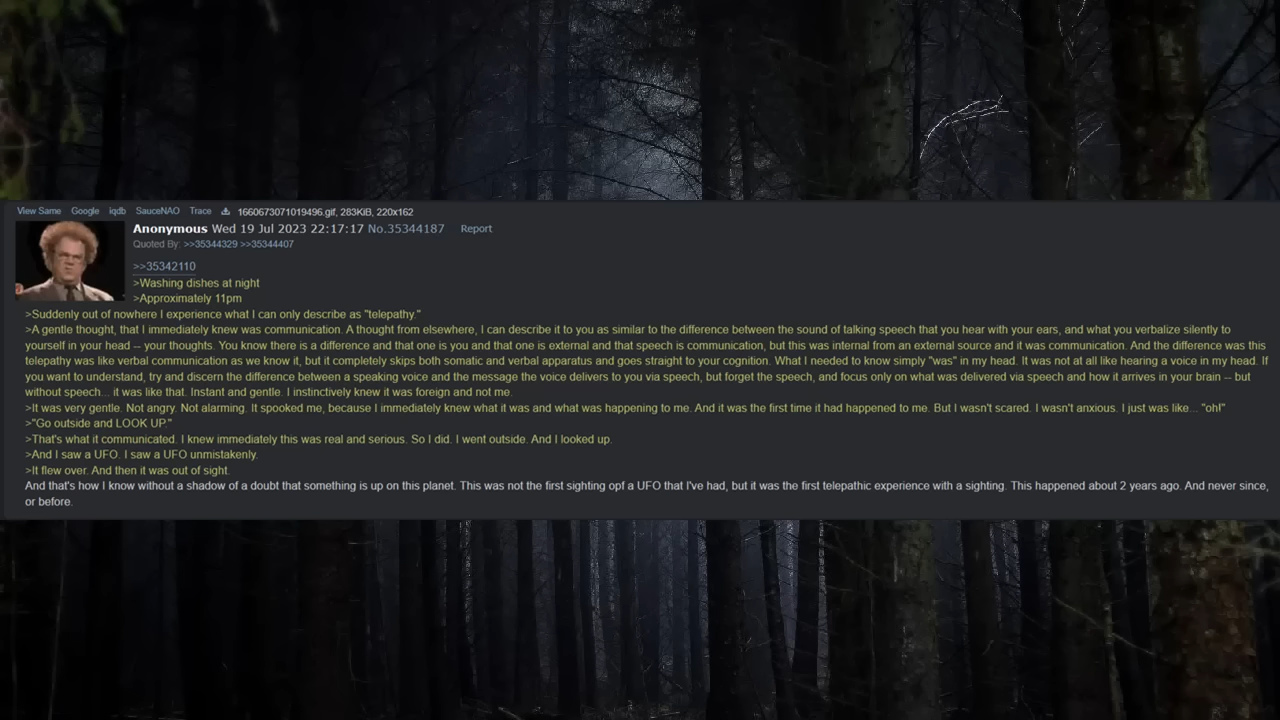 View Same Google iqdb SauceNAO Trace 1660673071019496.gif, 283KiB, 220x162
Anonymous Wed 19 Jul 2023 22:17:17 No.35344187 Report
Quoted By: >>35344329 >>35344407
>>35342110
>Washing dishes at night
>Approximately 11pm
>Suddenly out of nowhere I experience what I can only describe as "telepathy."
>A gentle thought, that I immediately knew was communication. A thought from elsewhere, I can describe it to you as similar to the difference between the sound of talking speech that you hear with your ears, and what you verbalize silently to
yourself in your head -- your thoughts. You know there is a difference and that one is you and that one is external and that speech is communication, but this was internal from an external source and it was communication. And the difference was this
telepathy was like verbal communication as we know it, but it completely skips both somatic and verbal apparatus and goes straight to your cognition. What I needed to know simply "was" in my head. It was not at all like hearing a voice in my head. If
you want to understand, try and discern the difference between a speaking voice and the message the voice delivers to you via speech, but forget the speech, and focus only on what was delivered via speech and how it arrives in your brain -- but
without speech... it was like that. Instant and gentle. I instinctively knew it was foreign and not me.
>It was very gentle. Not angry. Not alarming. It spooked me, because I immediately knew what it was and what was happening to me. And it was the first time it had happened to me. But I wasn't scared. I wasn't anxious. I just was like... "oh!"
>"Go outside and LOOK UP."
>That's what it communicated. I knew immediately this was real and serious. So I did. I went outside. And I looked up.
>And I saw a UFO. I saw a UFO unmistakenly.
>It flew over. And then it was out of sight.
And that's how I know without a shadow of a doubt that something is up on this planet. This was not the first sighting opf a UFO that I've had, but it was the first telepathic experience with a sighting. This happened about 2 years ago. And never since,
or before.